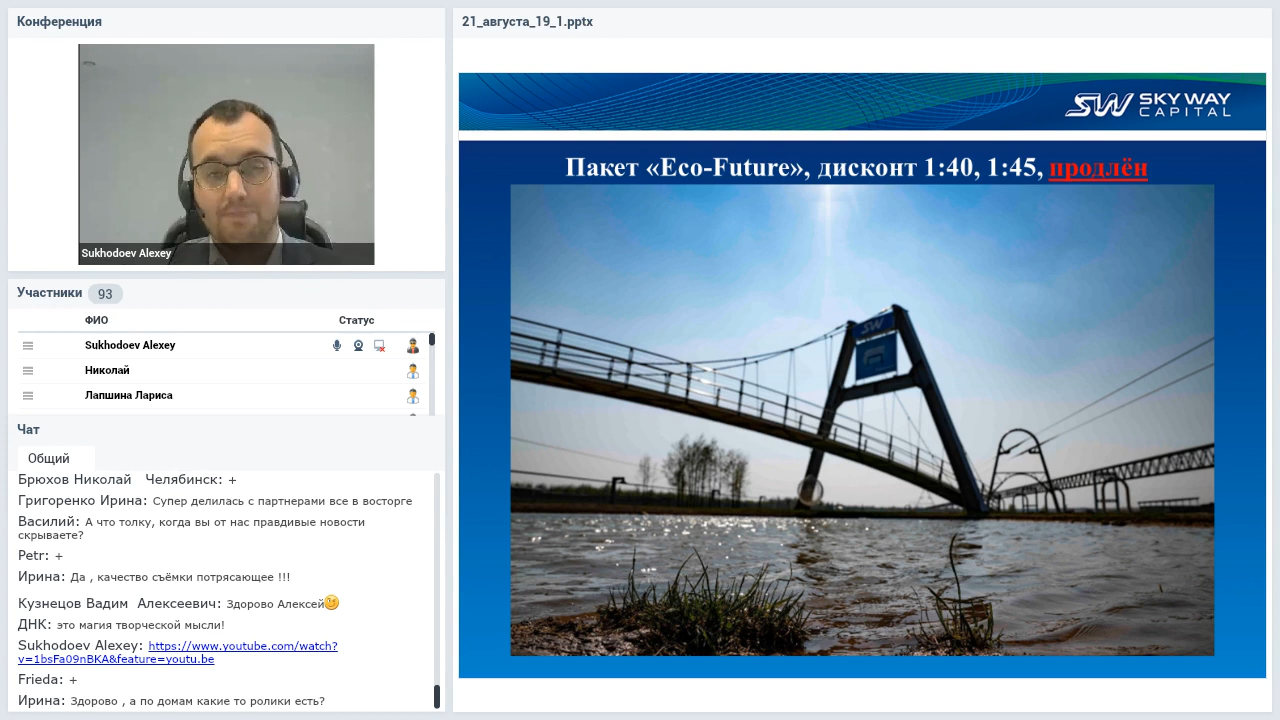 Конференция
Sukhodoev Alexey
Участники 93
ФИО Статус
Sukhodoev Alexey
Николай
Лапшина Лариса
Чат
Общий
Брюхов Николай Челябинск: +
Григоренко Ирина: Супер делилась с партнерами все в восторге
Василий: А что толку, когда вы от нас правдивые новости
скрываете?
Petr: +
Ирина: Да , качество съёмки потрясающее !!!
Кузнецов Вадим Алексеевич: Здорово Алексей
ДНК: это магия творческой мысли!
Sukhodoev Alexey: https://www.youtube.com/watch?
v=1bsFa09nBKA&feature=youtu.be
Frieda: +
Ирина: Здорово , а по домам какие то ролики есть?
21_августа_19_1.pptx
SW SKY WAY
CAPITAL
Пакет «Eco-Future», дисконт 1:40, 1:45, продлён
SW